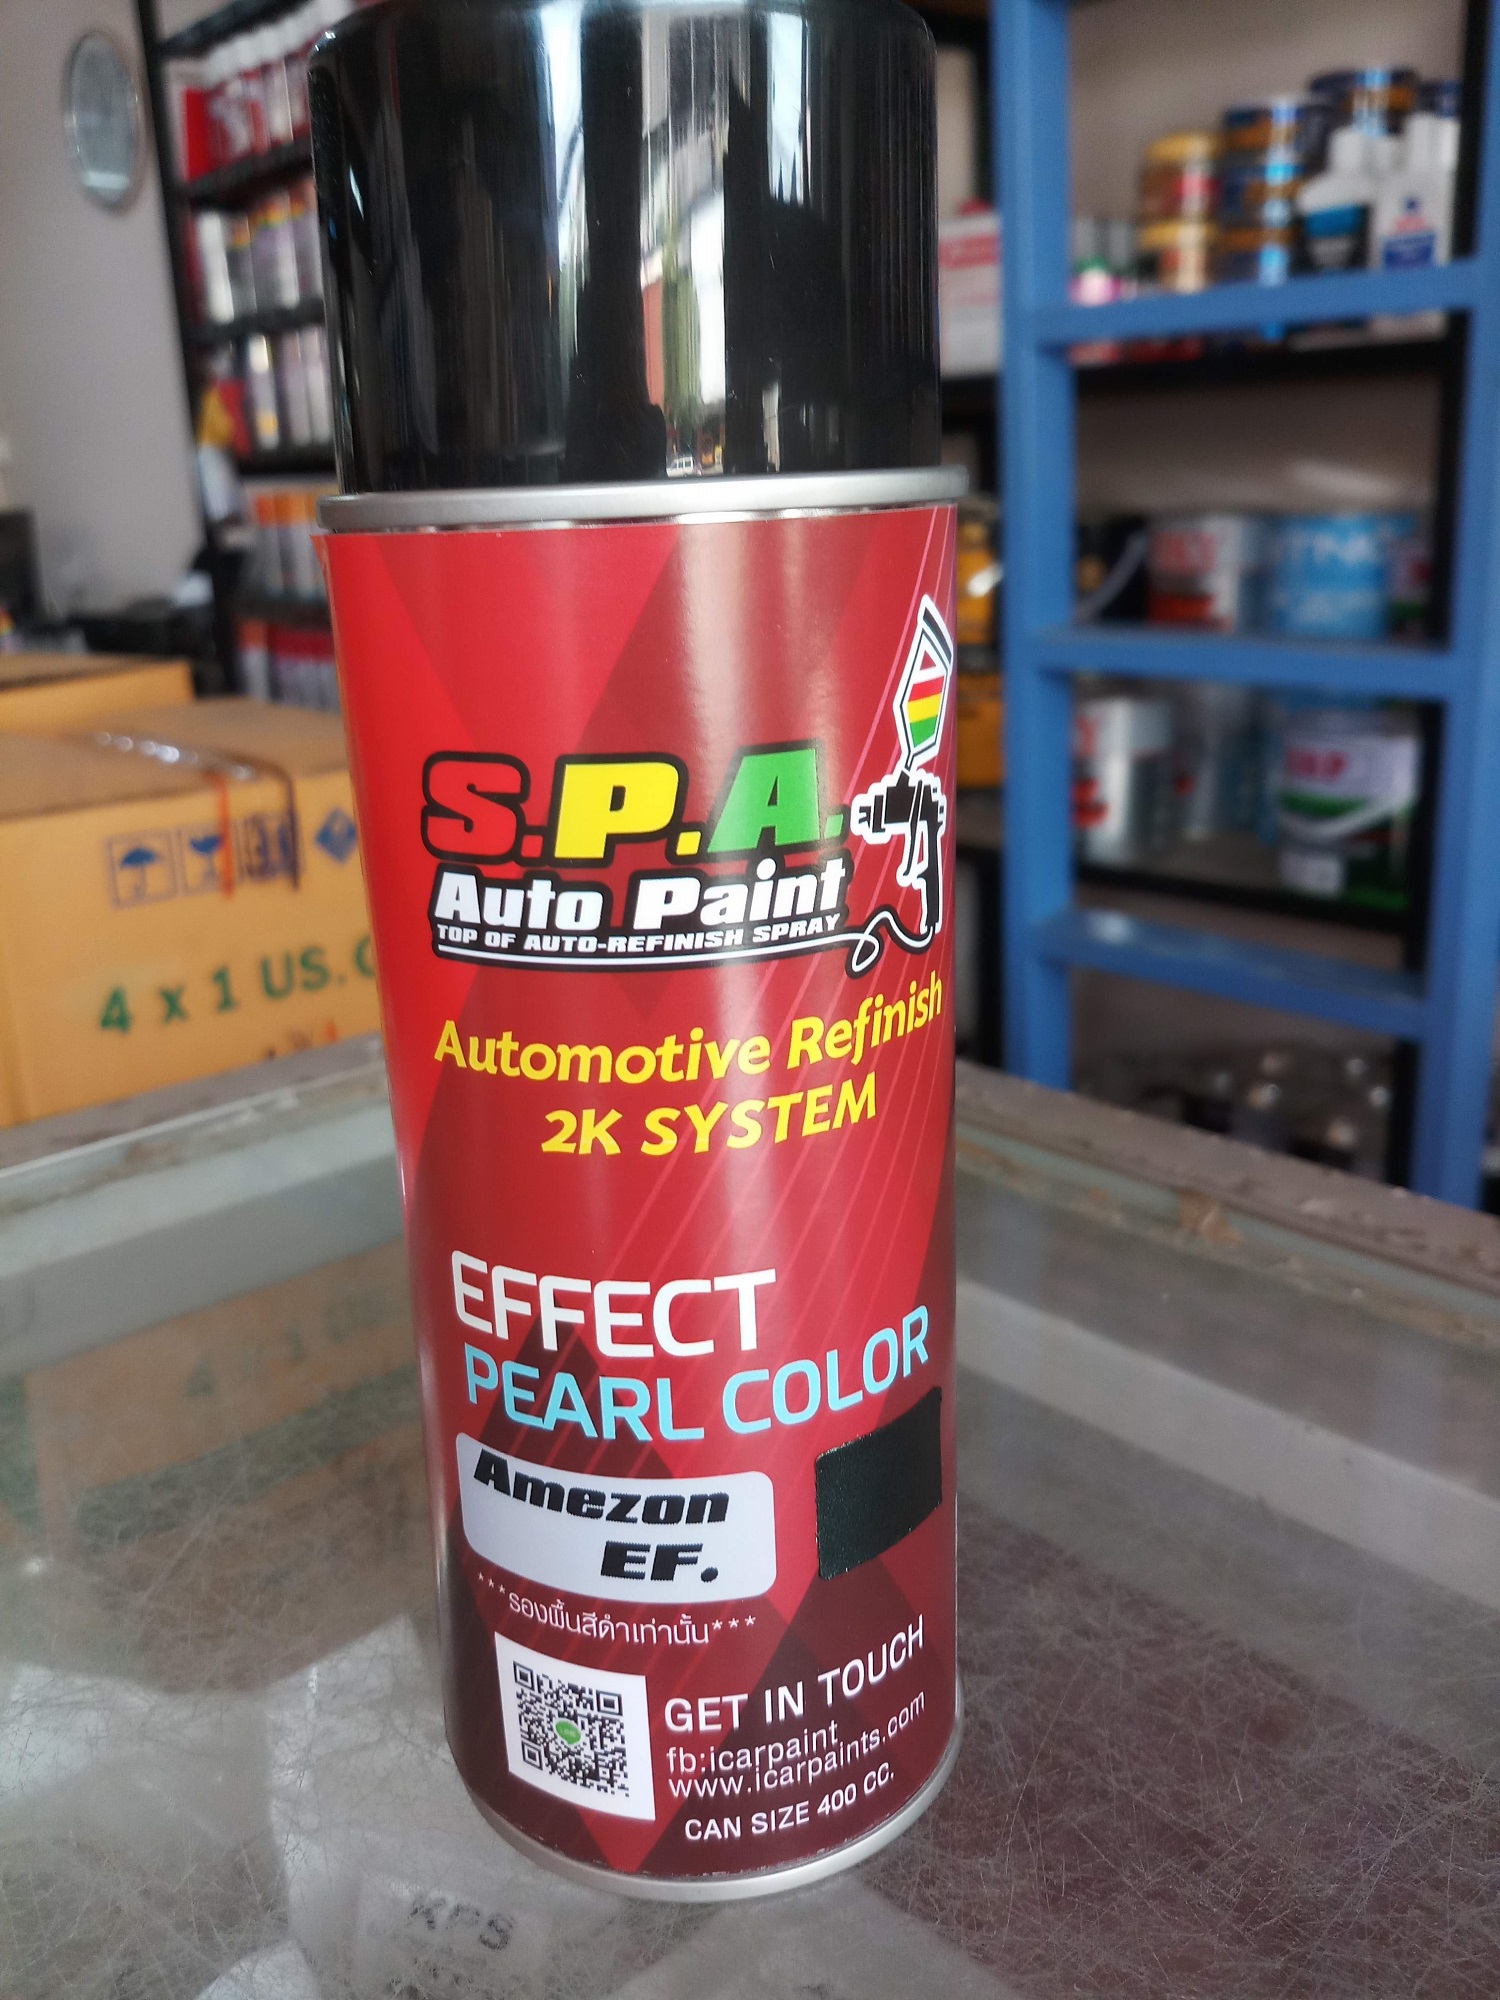 S.P.A.
Auto Paint
TOP OF AUTO-REFINISH SPRAY
Automotive Refinish
2K SYSTEM
EFFECT
PEARL COLOR
Amezon
EF.
***รองพื้นสีดำเท่านั้น***
GET IN TOUCH
fb:icarpaint
www.icarpaints.com
CAN SIZE 400 CC.
4 x 1 US.
KPS